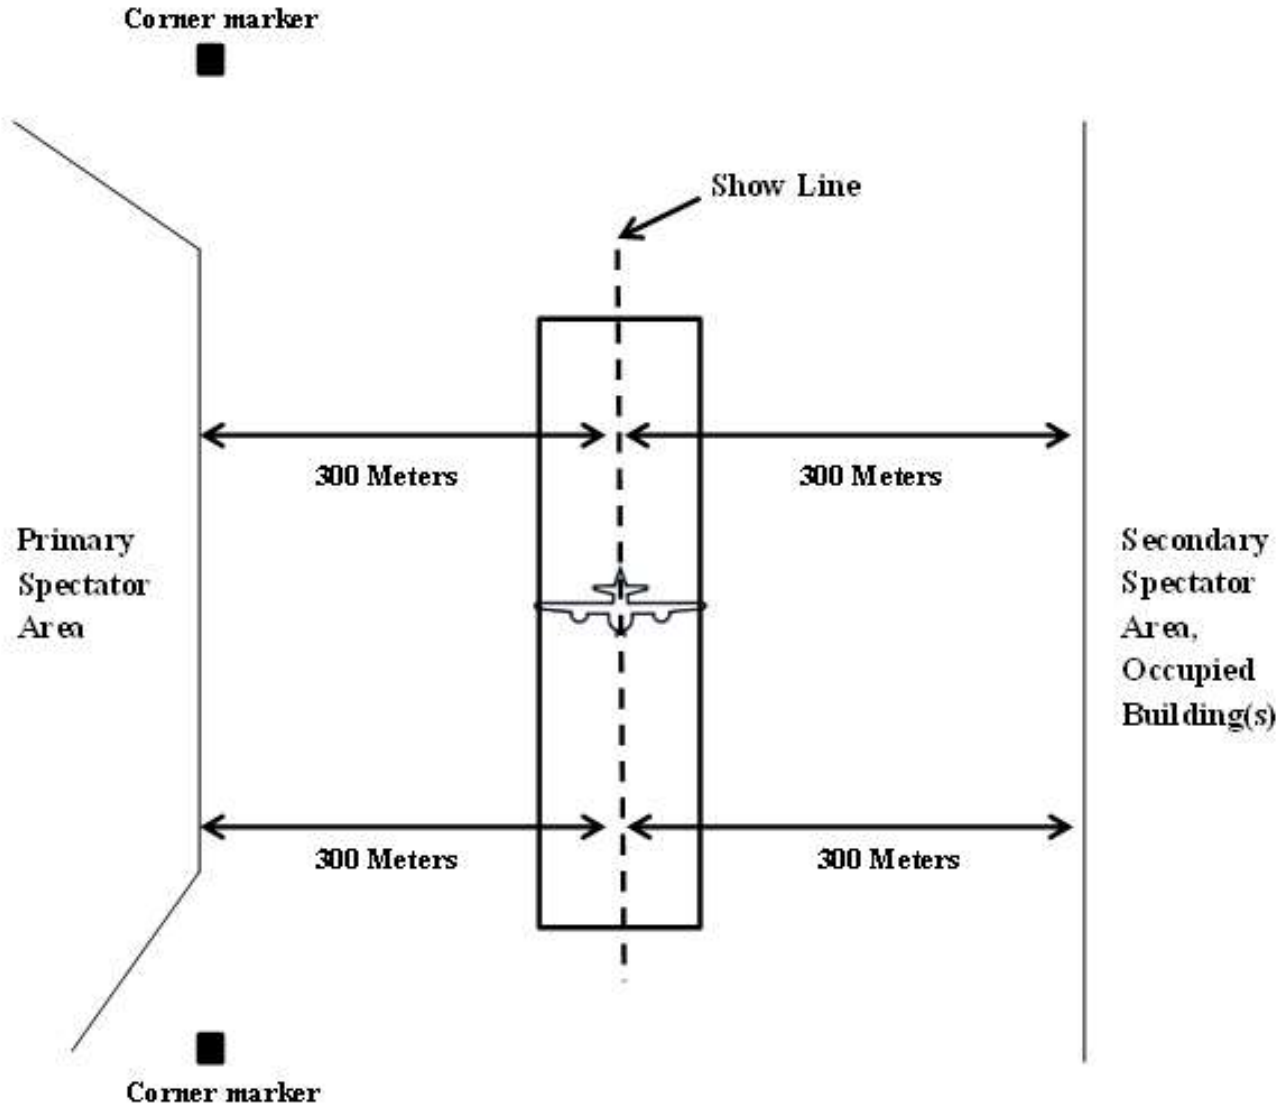 Corner marker
Show Line
300 Meters
300 Meters
Primary
Spectator
Area
Secondary
Spectator
Area,
Occupied
Building(s)
300 Meters
300 Meters
Corner marker